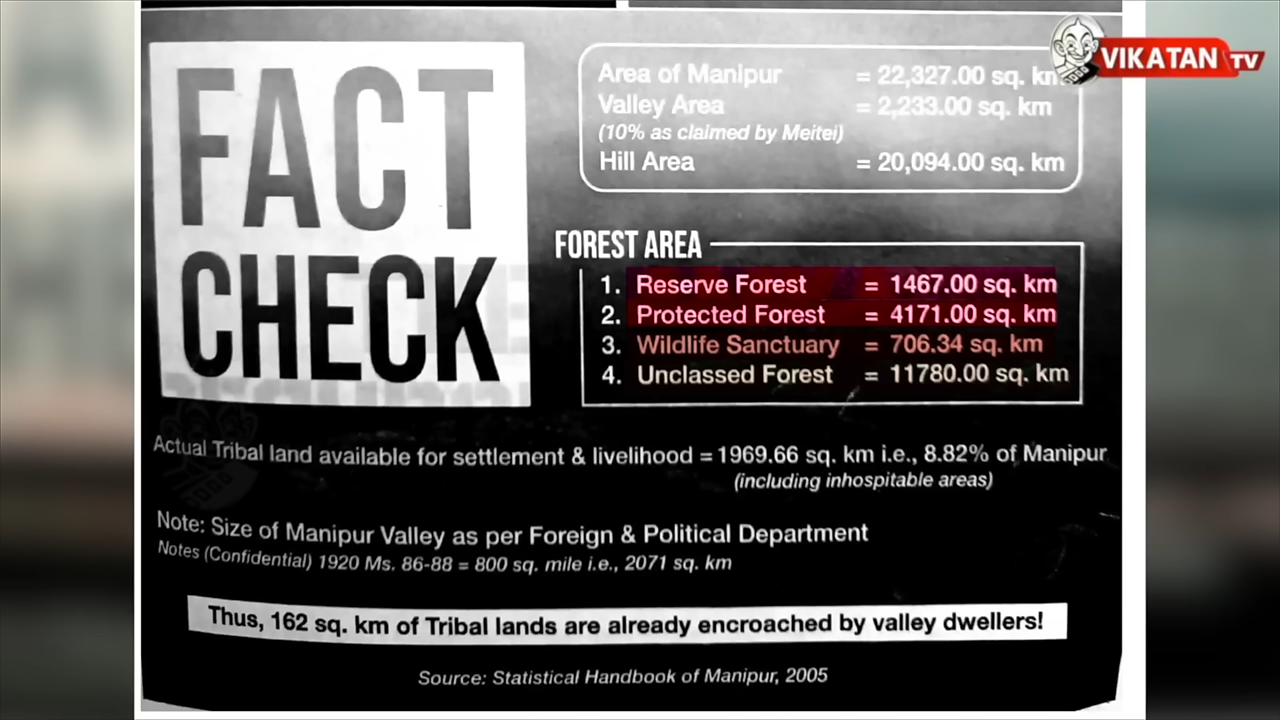 VIKATAN TV
FACT
CHECK
Area of Manipur = 22,327.00 sq. km
Valley Area = 2,233.00 sq. km
(10% as claimed by Meitei)
Hill Area = 20,094.00 sq. km
FOREST AREA
1. Reserve Forest = 1467.00 sq. km
2. Protected Forest = 4171.00 sq. km
3. Wildlife Sanctuary = 706.34 sq. km
4. Unclassed Forest = 11780.00 sq. km
Actual Tribal land available for settlement & livelihood = 1969.66 sq. km i.e., 8.82% of Manipur
(including inhospitable areas)
Note: Size of Manipur Valley as per Foreign & Political Department
Notes (Confidential) 1920 Ms. 86-88 = 800 sq. mile i.e., 2071 sq. km
Thus, 162 sq. km of Tribal lands are already encroached by valley dwellers!
Source: Statistical Handbook of Manipur, 2005